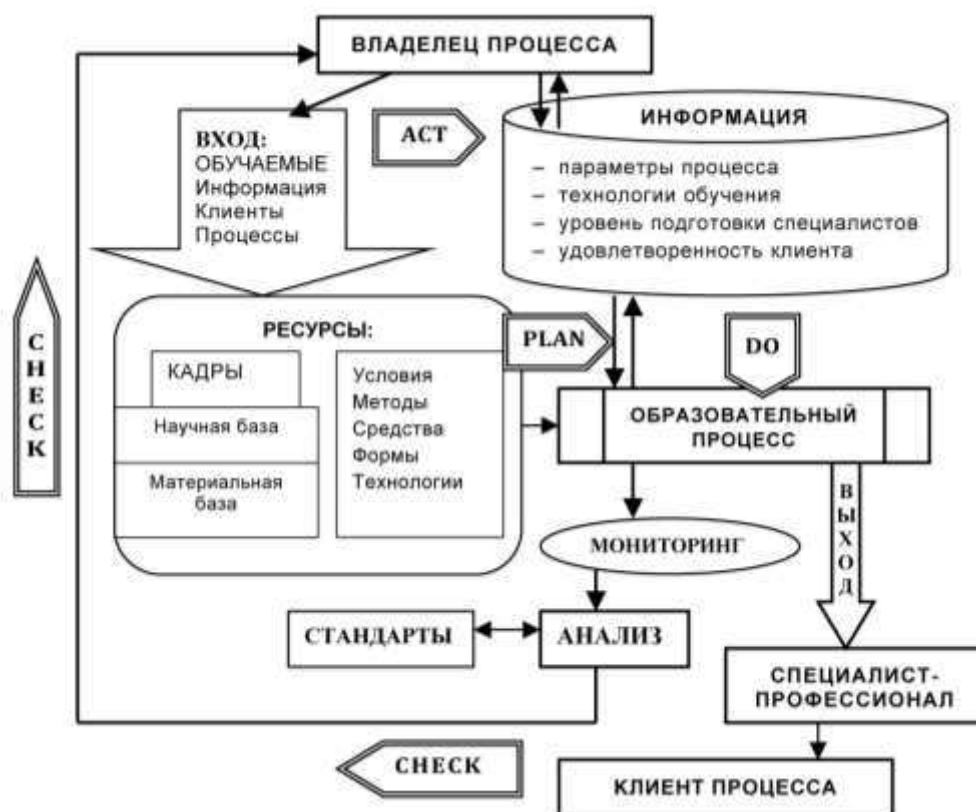 ВЛАДЕЛЕЦ ПРОЦЕССА
ВХОД:
ОБУЧАЕМЫЕ
Информация
Клиенты
Процессы
ACT
ИНФОРМАЦИЯ
– параметры процесса
– технологии обучения
– уровень подготовки специалистов
– удовлетворенность клиента
CHECK
РЕСУРСЫ:
КАДРЫ
Научная база
Материальная
база
Условия
Методы
Средства
Формы
Технологии
PLAN
DO
ОБРАЗОВАТЕЛЬНЫЙ
ПРОЦЕСС
ВЫХОД
МОНИТОРИНГ
СТАНДАРТЫ
АНАЛИЗ
СПЕЦИАЛИСТ-
ПРОФЕССИОНАЛ
CHECK
КЛИЕНТ ПРОЦЕССА